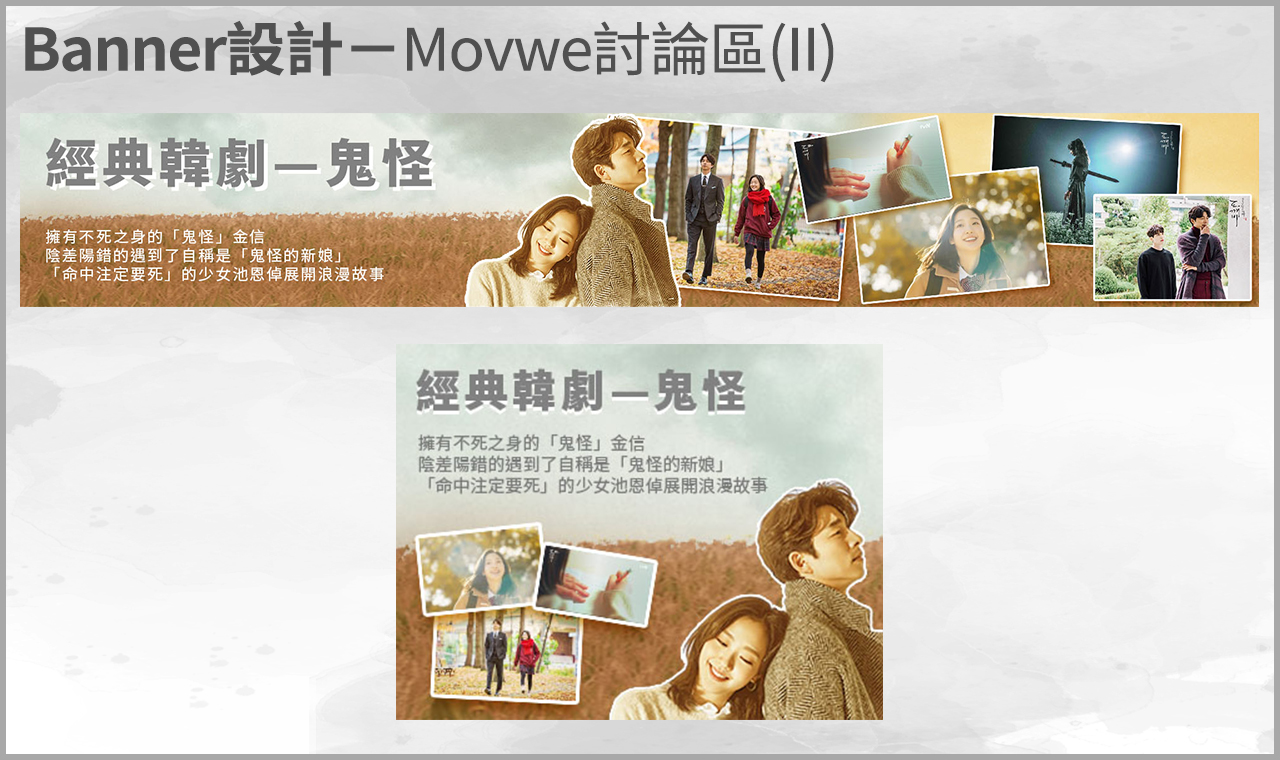 Banner設計－Movwe討論區(II)
經典韓劇—鬼怪
擁有不死之身的「鬼怪」金信
陰差陽錯的遇到了自稱是「鬼怪的新娘」
「命中注定要死」的少女池恩倬展開浪漫故事
經典韓劇—鬼怪
擁有不死之身的「鬼怪」金信
陰差陽錯的遇到了自稱是「鬼怪的新娘」
「命中注定要死」的少女池恩倬展開浪漫故事